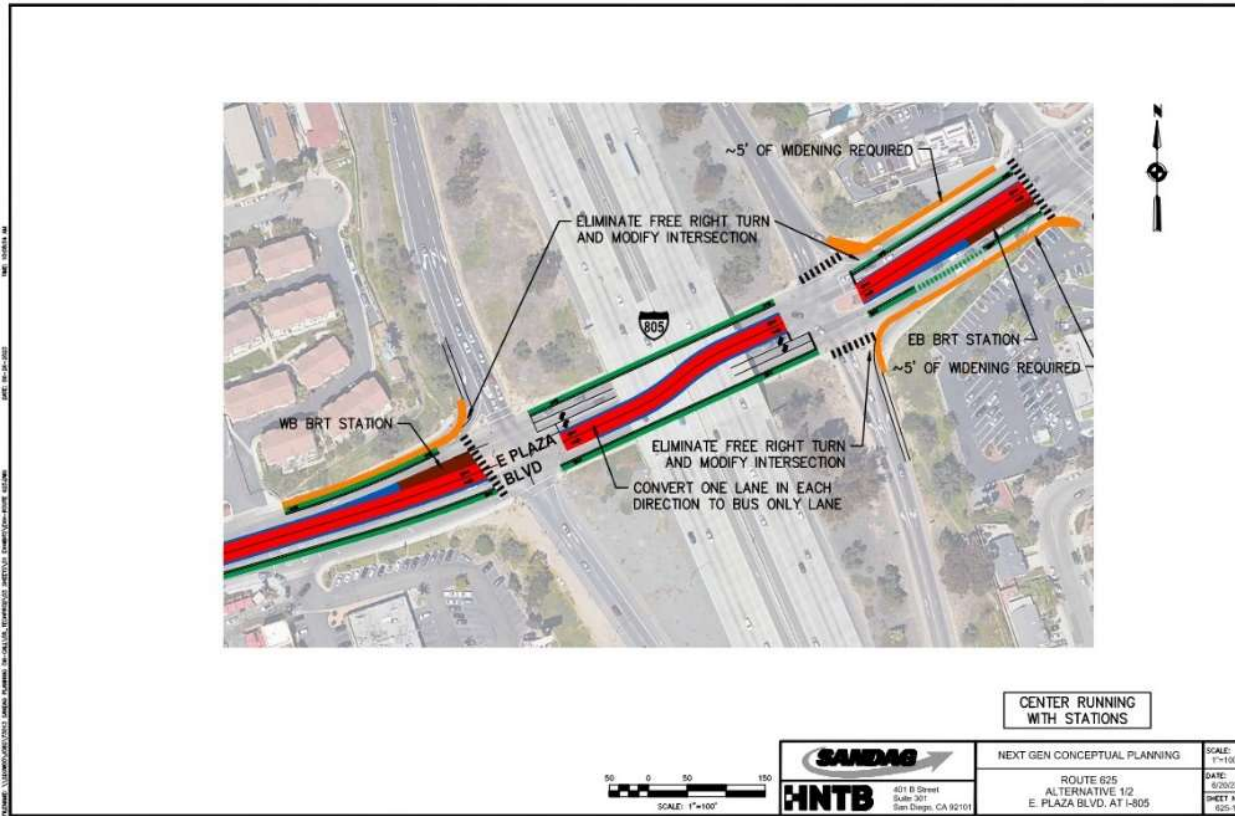 ~5' OF WIDENING REQUIRED
ELIMINATE FREE RIGHT TURN
AND MODIFY INTERSECTION
N
805
EB BRT STATION
~5' OF WIDENING REQUIRED
WB BRT STATION
E PLAZA
BLVD
ELIMINATE FREE RIGHT TURN
AND MODIFY INTERSECTION
CONVERT ONE LANE IN EACH
DIRECTION TO BUS ONLY LANE
CENTER RUNNING
WITH STATIONS
50 0 50 150
SCALE: 1"=100'
SANDAG
HNTB
401 B Street
Suite 301
San Diego, CA 92101
NEXT GEN CONCEPTUAL PLANNING
ROUTE 625
ALTERNATIVE 1/2
E. PLAZA BLVD. AT I-805
SCALE:
1"=100
DATE:
SHEET N